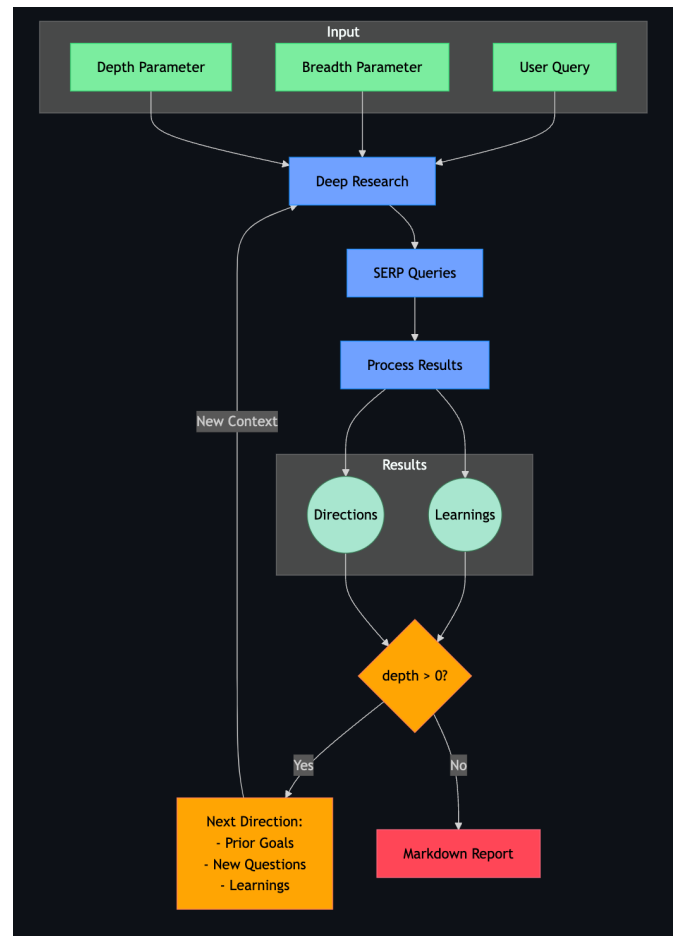 Input
Depth Parameter
Breadth Parameter
User Query
Deep Research
SERP Queries
Process Results
New Context
Results
Directions
Learnings
depth > 0?
Yes
No
Next Direction:
- Prior Goals
- New Questions
- Learnings
Markdown Report